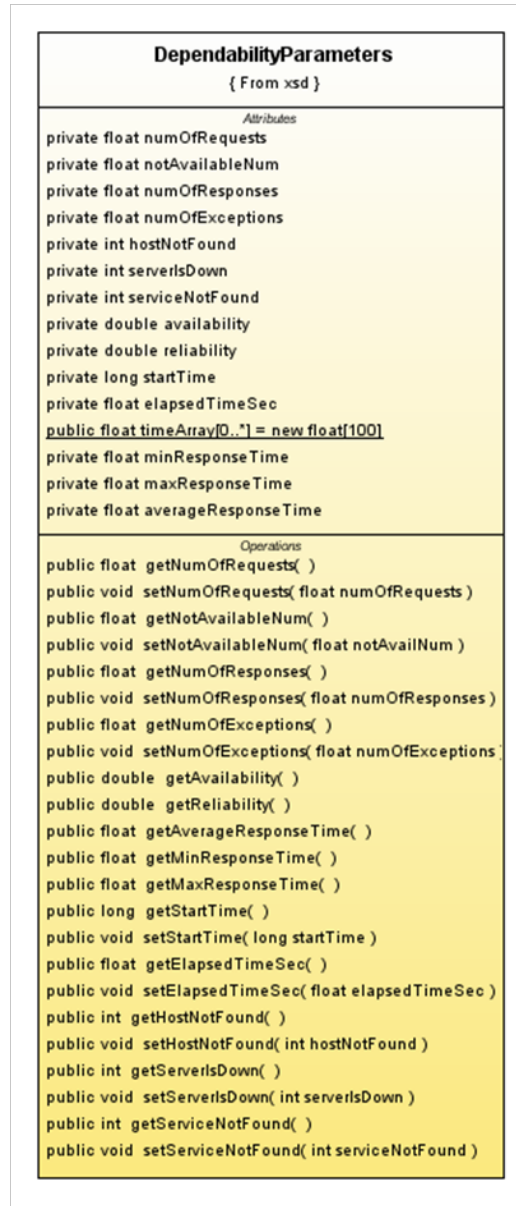 DependabilityParameters
{ From xsd }
Attributes
private float numOfRequests
private float notAvailableNum
private float numOfResponses
private float numOfExceptions
private int hostNotFound
private int serverIsDown
private int serviceNotFound
private double availability
private double reliability
private long startTime
private float elapsedTimeSec
public float timeArray[0..*] = new float[100]
private float minResponseTime
private float maxResponseTime
private float averageResponseTime
Operations
public float getNumOfRequests( )
public void setNumOfRequests( float numOfRequests )
public float getNotAvailableNum( )
public void setNotAvailableNum( float notAvailNum )
public float getNumOfResponses( )
public void setNumOfResponses( float numOfResponses )
public float getNumOfExceptions( )
public void setNumOfExceptions( float numOfExceptions )
public double getAvailability( )
public double getReliability( )
public float getAverageResponseTime( )
public float getMinResponseTime( )
public float getMaxResponseTime( )
public long getStartTime( )
public void setStartTime( long startTime )
public float getElapsedTimeSec( )
public void setElapsedTimeSec( float elapsedTimeSec )
public int getHostNotFound( )
public void setHostNotFound( int hostNotFound )
public int getServerIsDown( )
public void setServerIsDown( int serverIsDown )
public int getServiceNotFound( )
public void setServiceNotFound( int serviceNotFound )